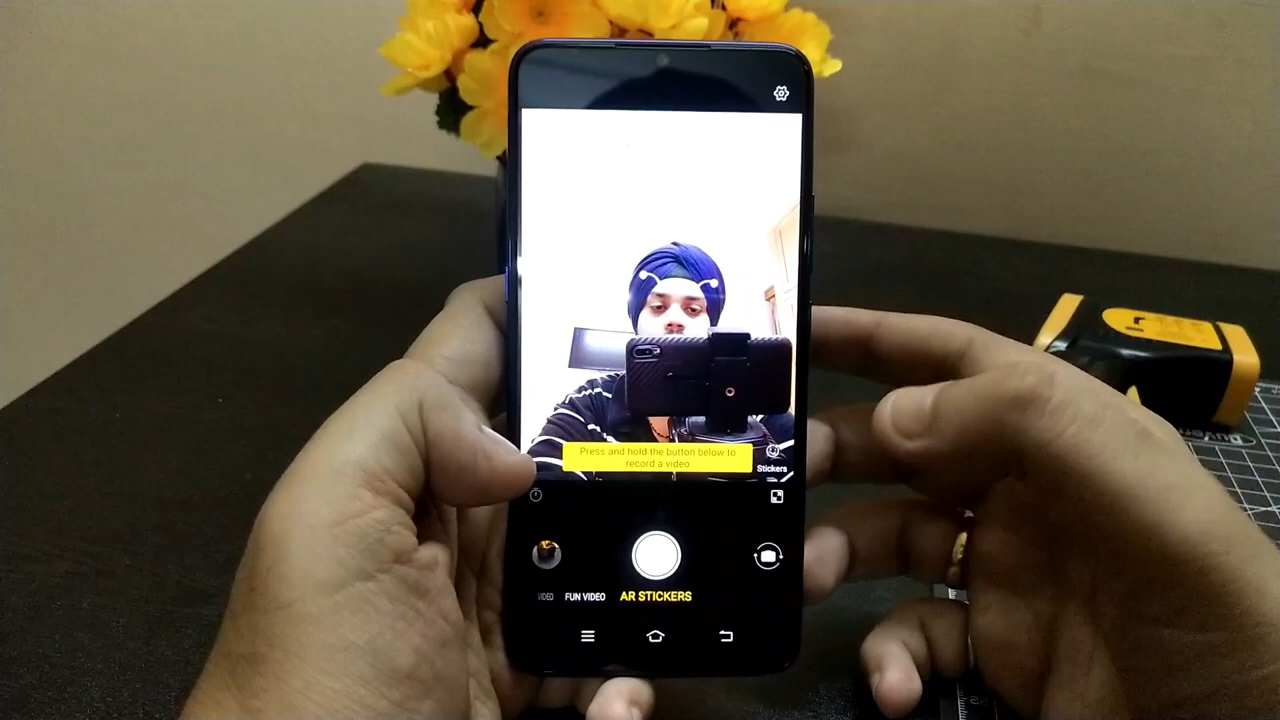 Press and hold the button below to
record a video
Stickers
VIDEO
FUN VIDEO
AR STICKERS